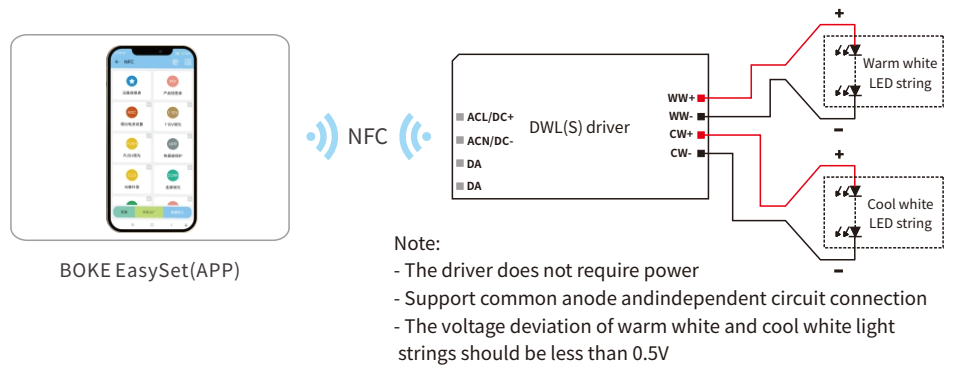 NFC
BOKE EasySet(APP)
NFC
ACL/DC+
ACN/DC-
DA
DA
DWL(S) driver
WW+
WW-
CW+
CW-
+
Warm white
LED string
-
+
Cool white
LED string
-
Note:
- The driver does not require power
- Support common anode andindependent circuit connection
- The voltage deviation of warm white and cool white light
strings should be less than 0.5V